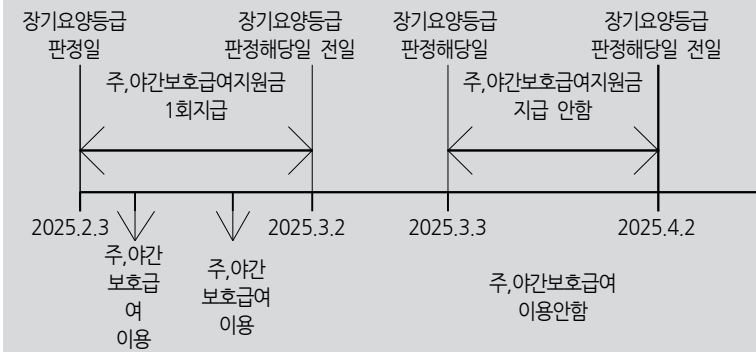 장기요양등급
판정일
장기요양등급
판정해당일 전일
장기요양등급
판정해당일
장기요양등급
판정해당일 전일
주,야간보호급여지원금
1회지급
주,야간보호급여지원금
지급 안함
2025.2.3
2025.3.2
2025.3.3
2025.4.2
주,야간
보호급
여
이용
주,야간
보호급여
이용
주,야간보호급여
이용안함